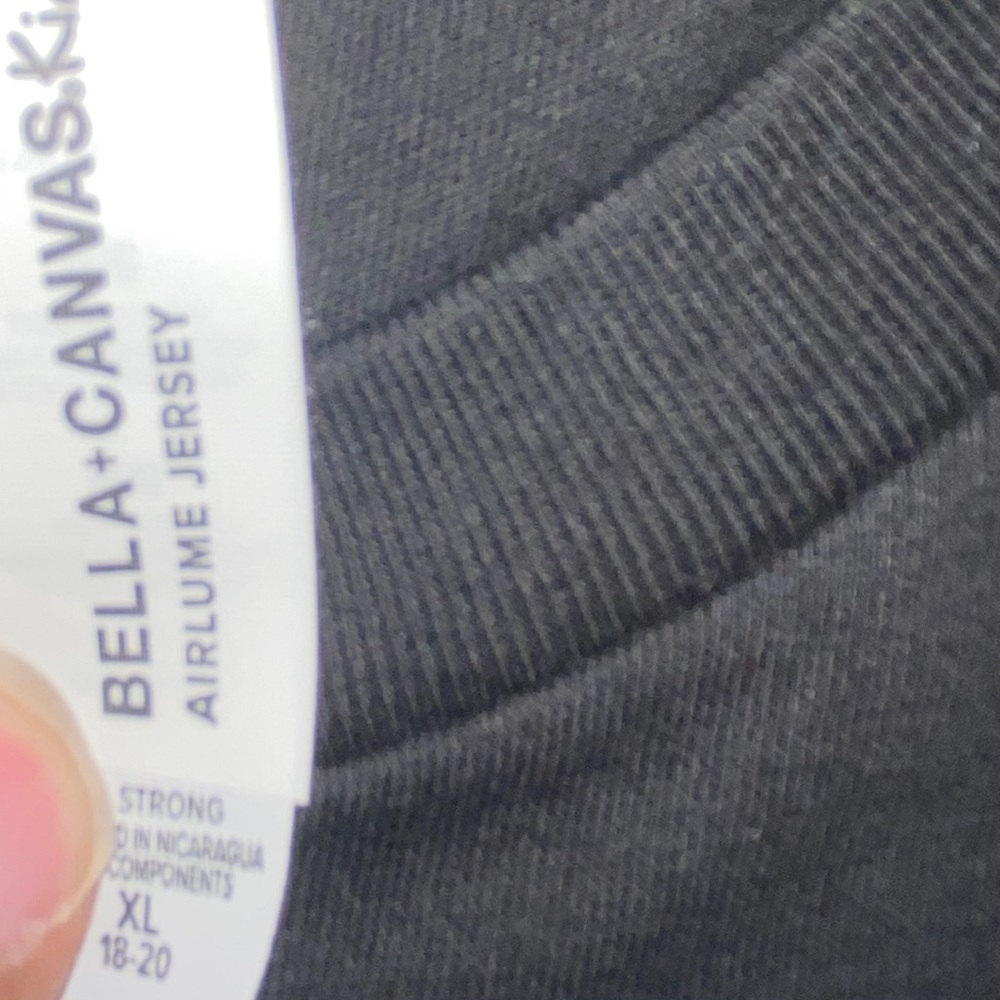 BELLA+CANVAS.
AIRLUME JERSEY
STRONG
IN NICARAGUA
COMPONENTS
XL
18-20